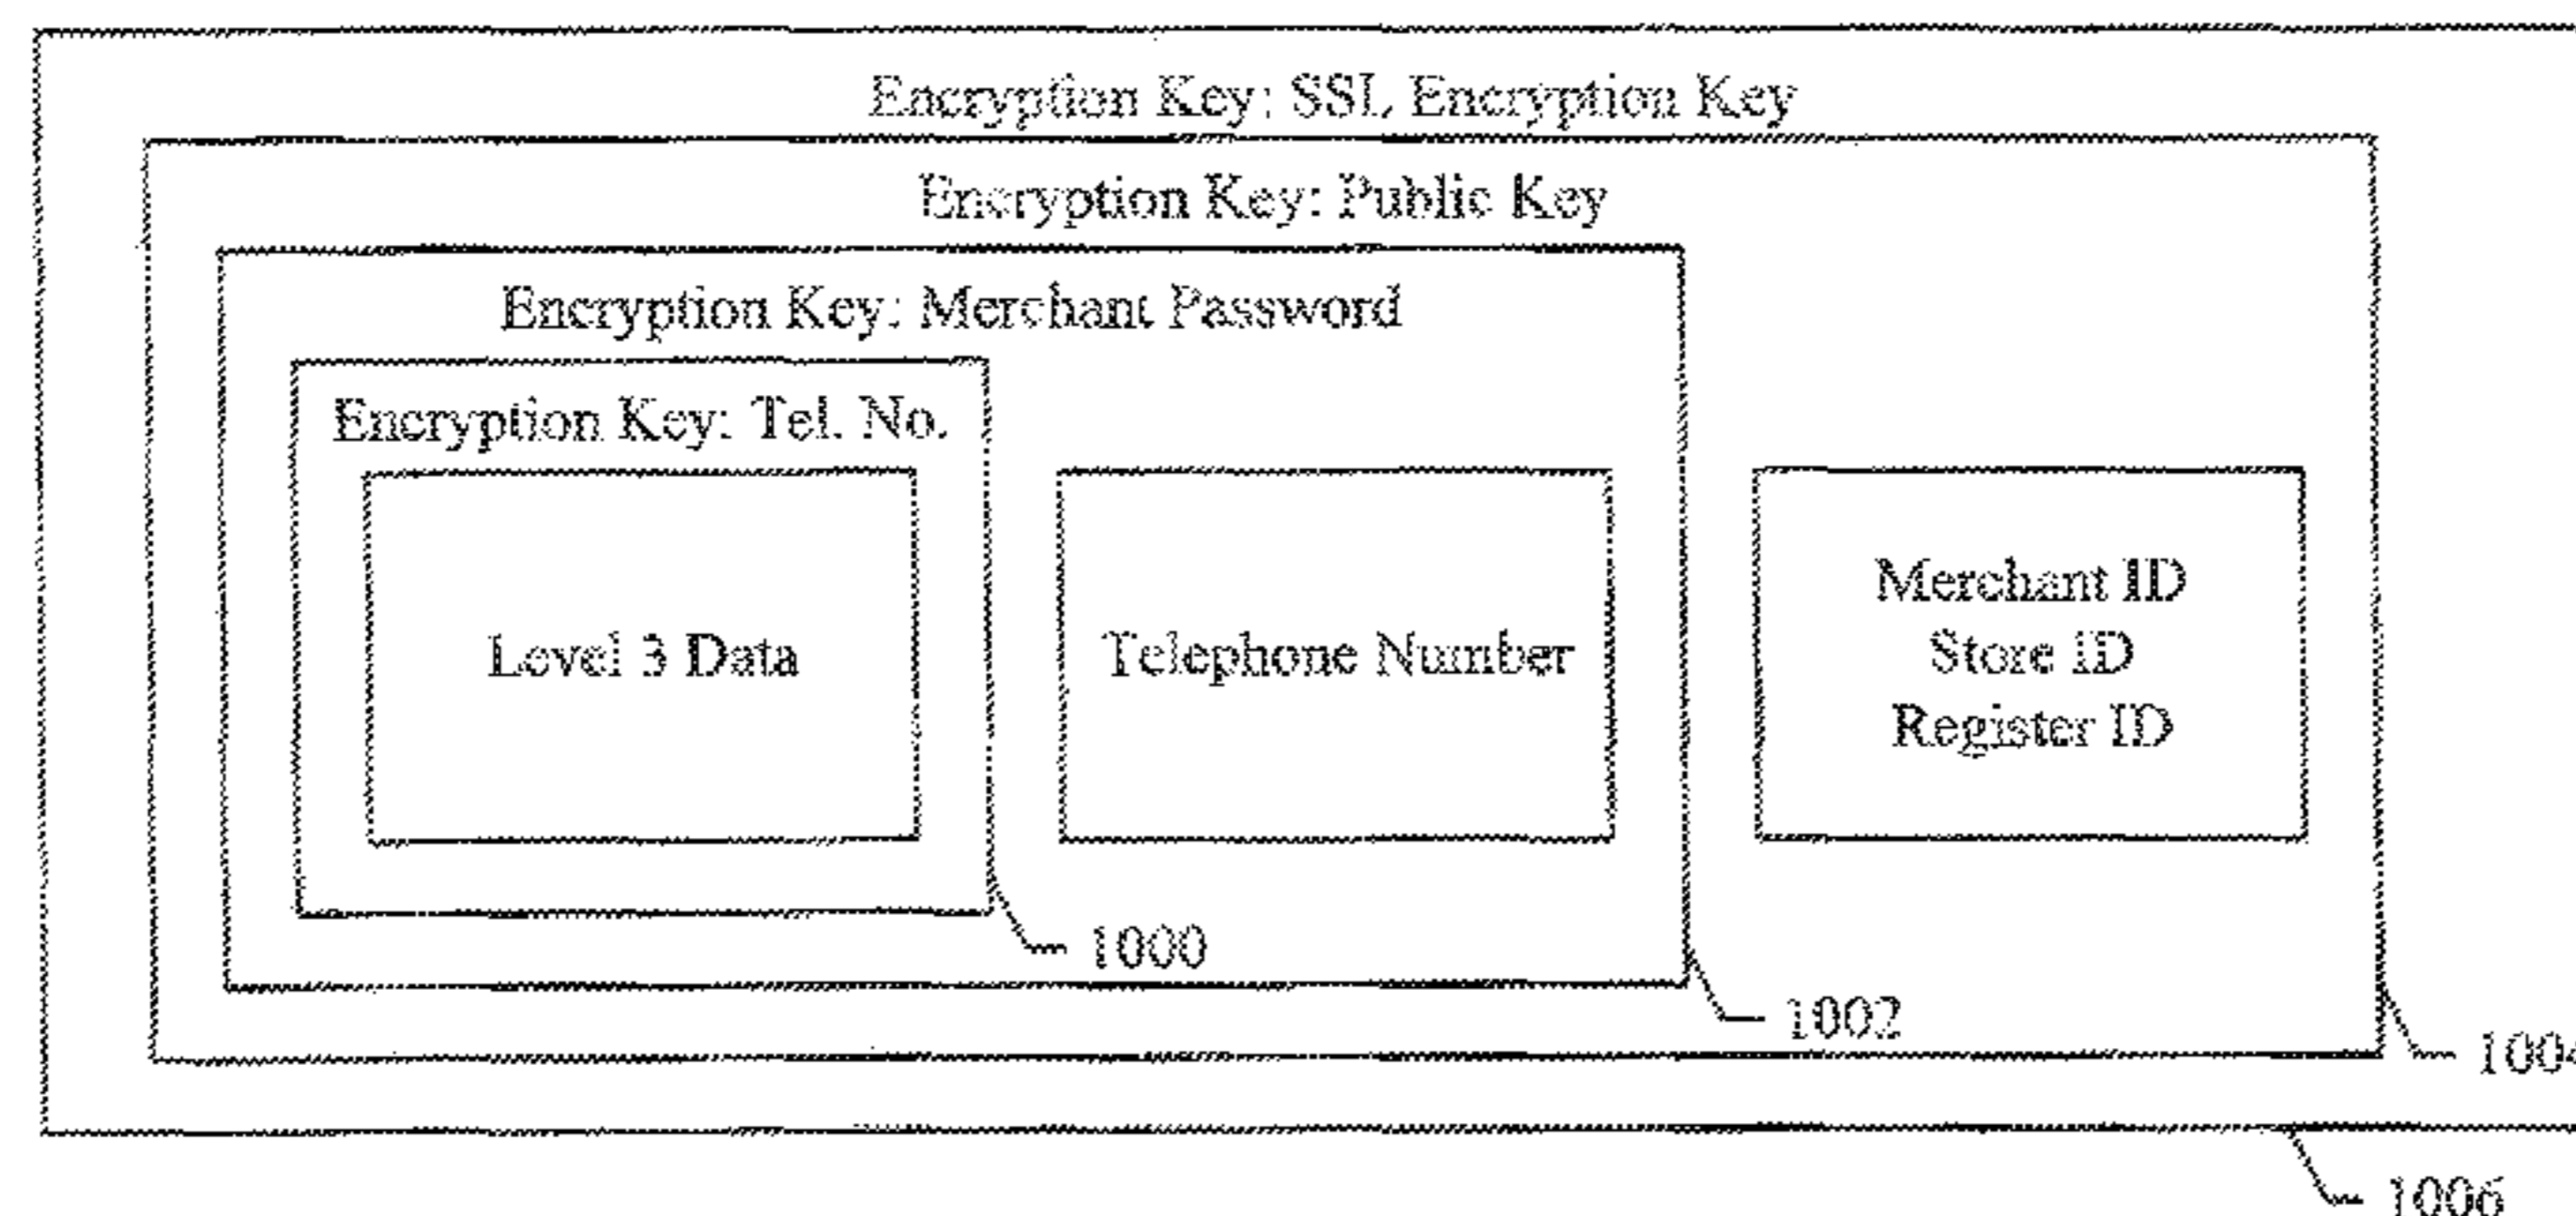 Encryption Key: SSL Encryption Key
Encryption Key: Public Key
Encryption Key: Merchant Password
Encryption Key: Tel. No.
Level 3 Data
Telephone Number
Merchant ID
Store ID
Register ID
1000
1002
1004
1006